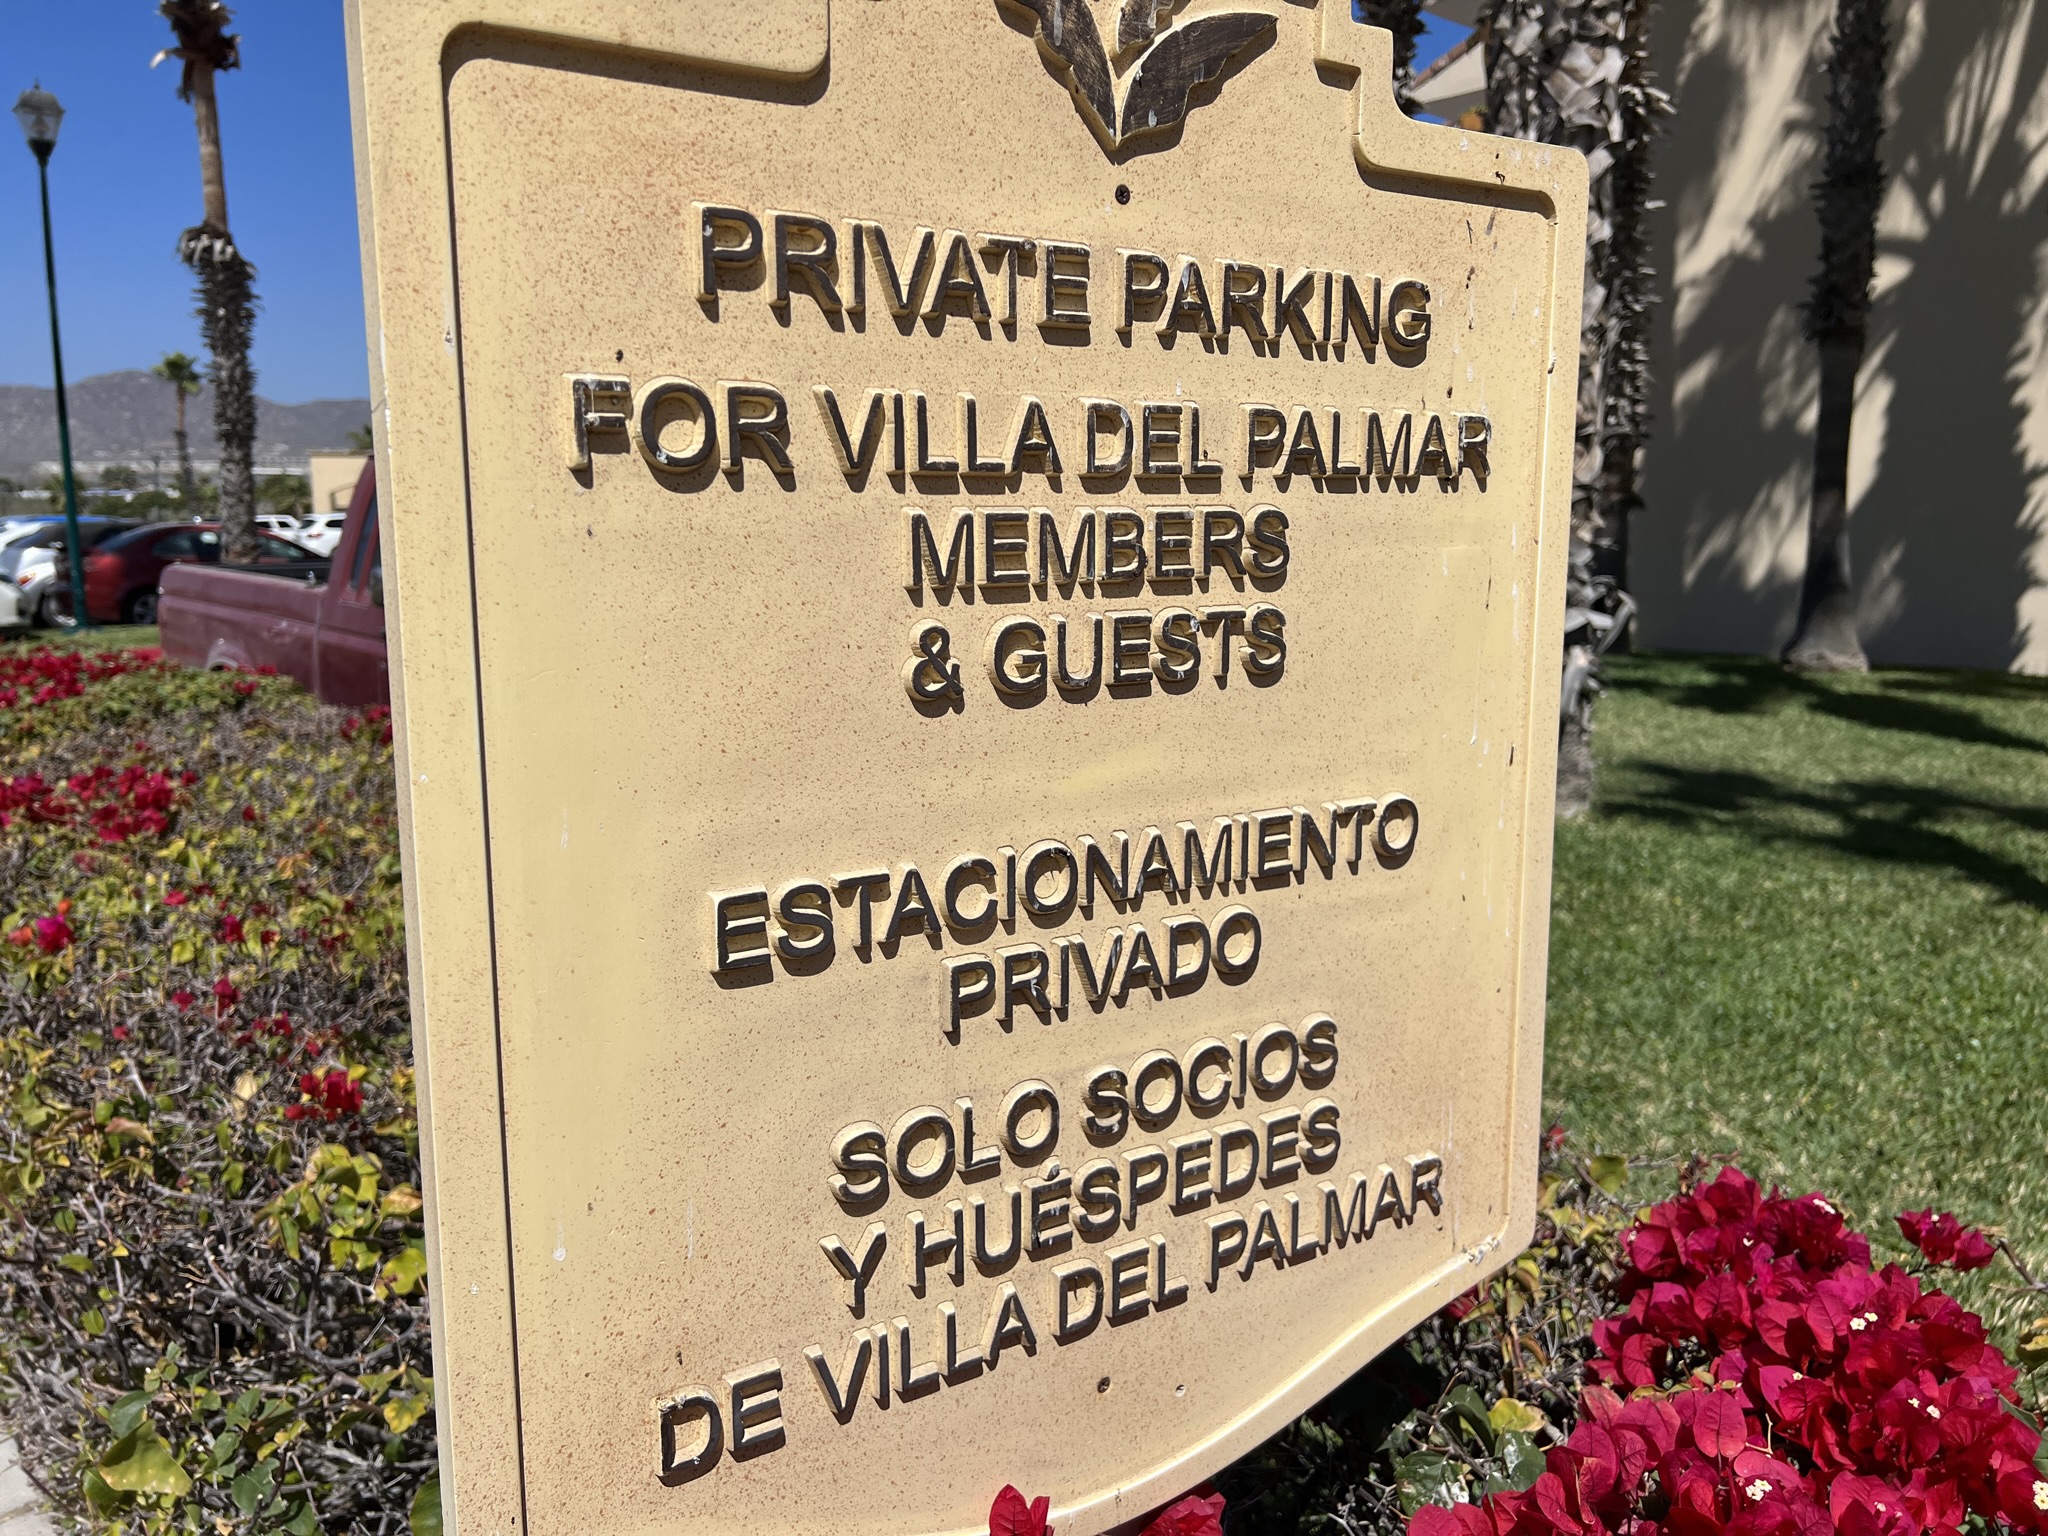 PRIVATE PARKING
FOR VILLA DEL PALMAR
MEMBERS
& GUESTS
ESTACIONAMIENTO
PRIVADO
SOLO SOCIOS
Y HUÉSPEDES
DE VILLA DEL PALMAR